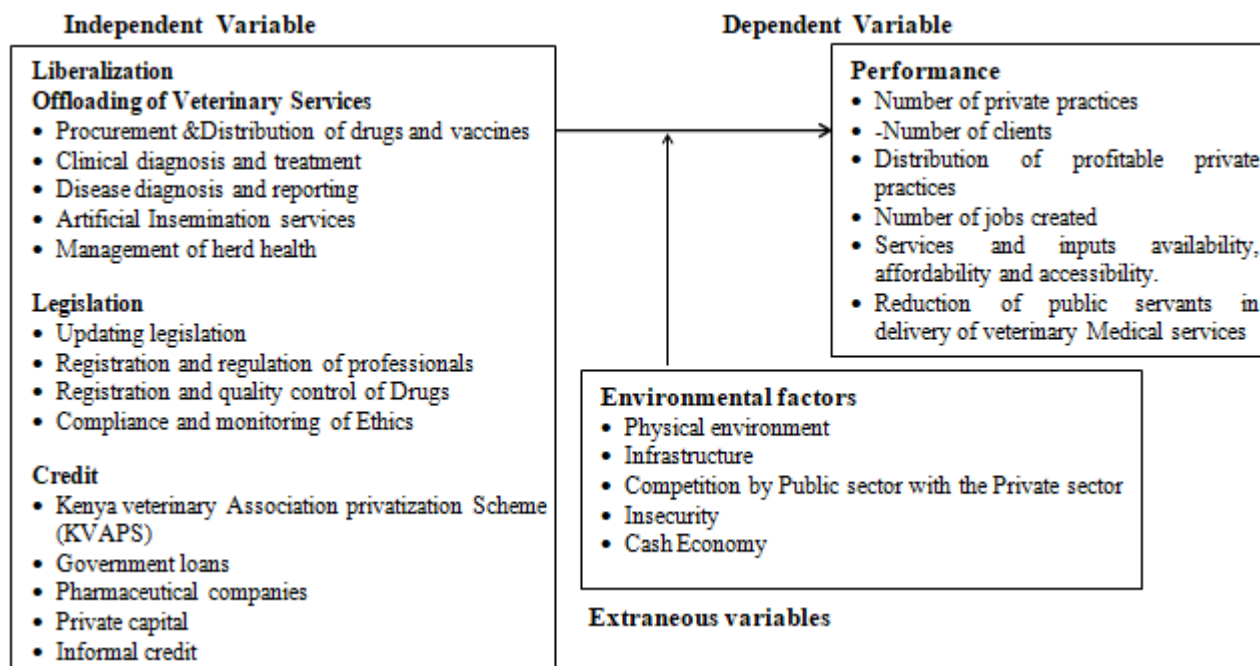 Independent Variable
Liberalization
Offloading of Veterinary Services
• Procurement &Distribution of drugs and vaccines
• Clinical diagnosis and treatment
• Disease diagnosis and reporting
• Artificial Insemination services
• Management of herd health
Legislation
• Updating legislation
• Registration and regulation of professionals
• Registration and quality control of Drugs
• Compliance and monitoring of Ethics
Credit
• Kenya veterinary Association privatization Scheme
(KVAPS)
• Government loans
• Pharmaceutical companies
• Private capital
• Informal credit
Dependent Variable
Performance
• Number of private practices
• -Number of clients
• Distribution of profitable private
practices
• Number of jobs created
• Services and inputs availability,
affordability and accessibility.
• Reduction of public servants in
delivery of veterinary Medical services
Environmental factors
• Physical environment
• Infrastructure
• Competition by Public sector with the Private sector
• Insecurity
• Cash Economy
Extraneous variables